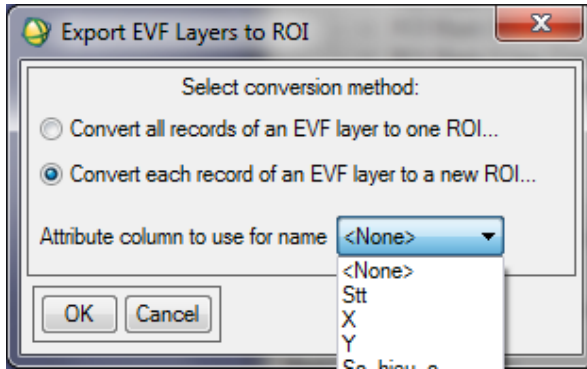 Export EVF Layers to ROI
Select conversion method:
Convert all records of an EVF layer to one ROI...
Convert each record of an EVF layer to a new ROI...
Attribute column to use for name <None>
<None>
Stt
X
Y
OK Cancel